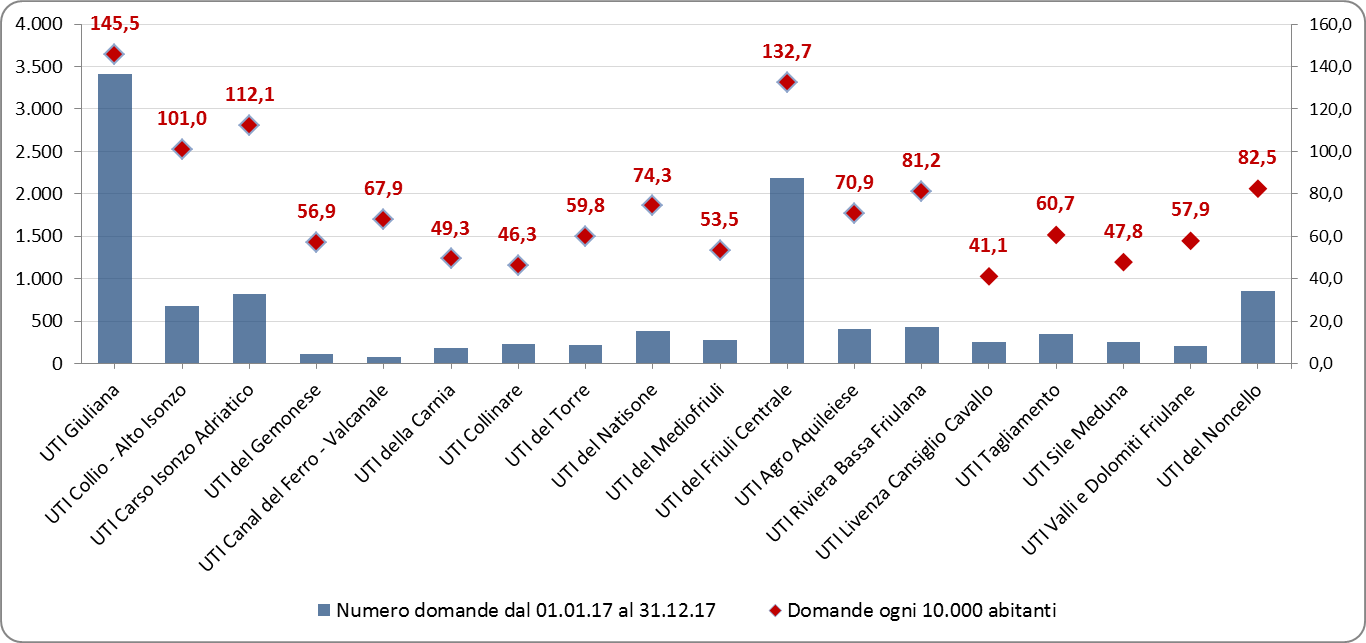 4.000
3.500
3.000
2.500
2.000
1.500
1.000
500
0
160,0
140,0
120,0
100,0
80,0
60,0
40,0
20,0
0,0
145,5
101,0
112,1
56,9
67,9
49,3
46,3
59,8
74,3
53,5
132,7
70,9
81,2
41,1
60,7
47,8
57,9
82,5
UTI Giuliana
UTI Collio - Alto Isonzo
UTI Carso Isonzo Adriatico
UTI del Gemonese
UTI Canal del Ferro - Valcanale
UTI della Carnia
UTI Collinare
UTI del Torre
UTI del Natisone
UTI del Mediofriuli
UTI del Friuli Centrale
UTI Agro Aquileiese
UTI Riviera Bassa Friulana
UTI Livenza Cansiglio Cavallo
UTI Tagliamento
UTI Sile Meduna
UTI Valli e Dolomiti Friulane
UTI del Noncello
Numero domande dal 01.01.17 al 31.12.17
Domande ogni 10.000 abitanti